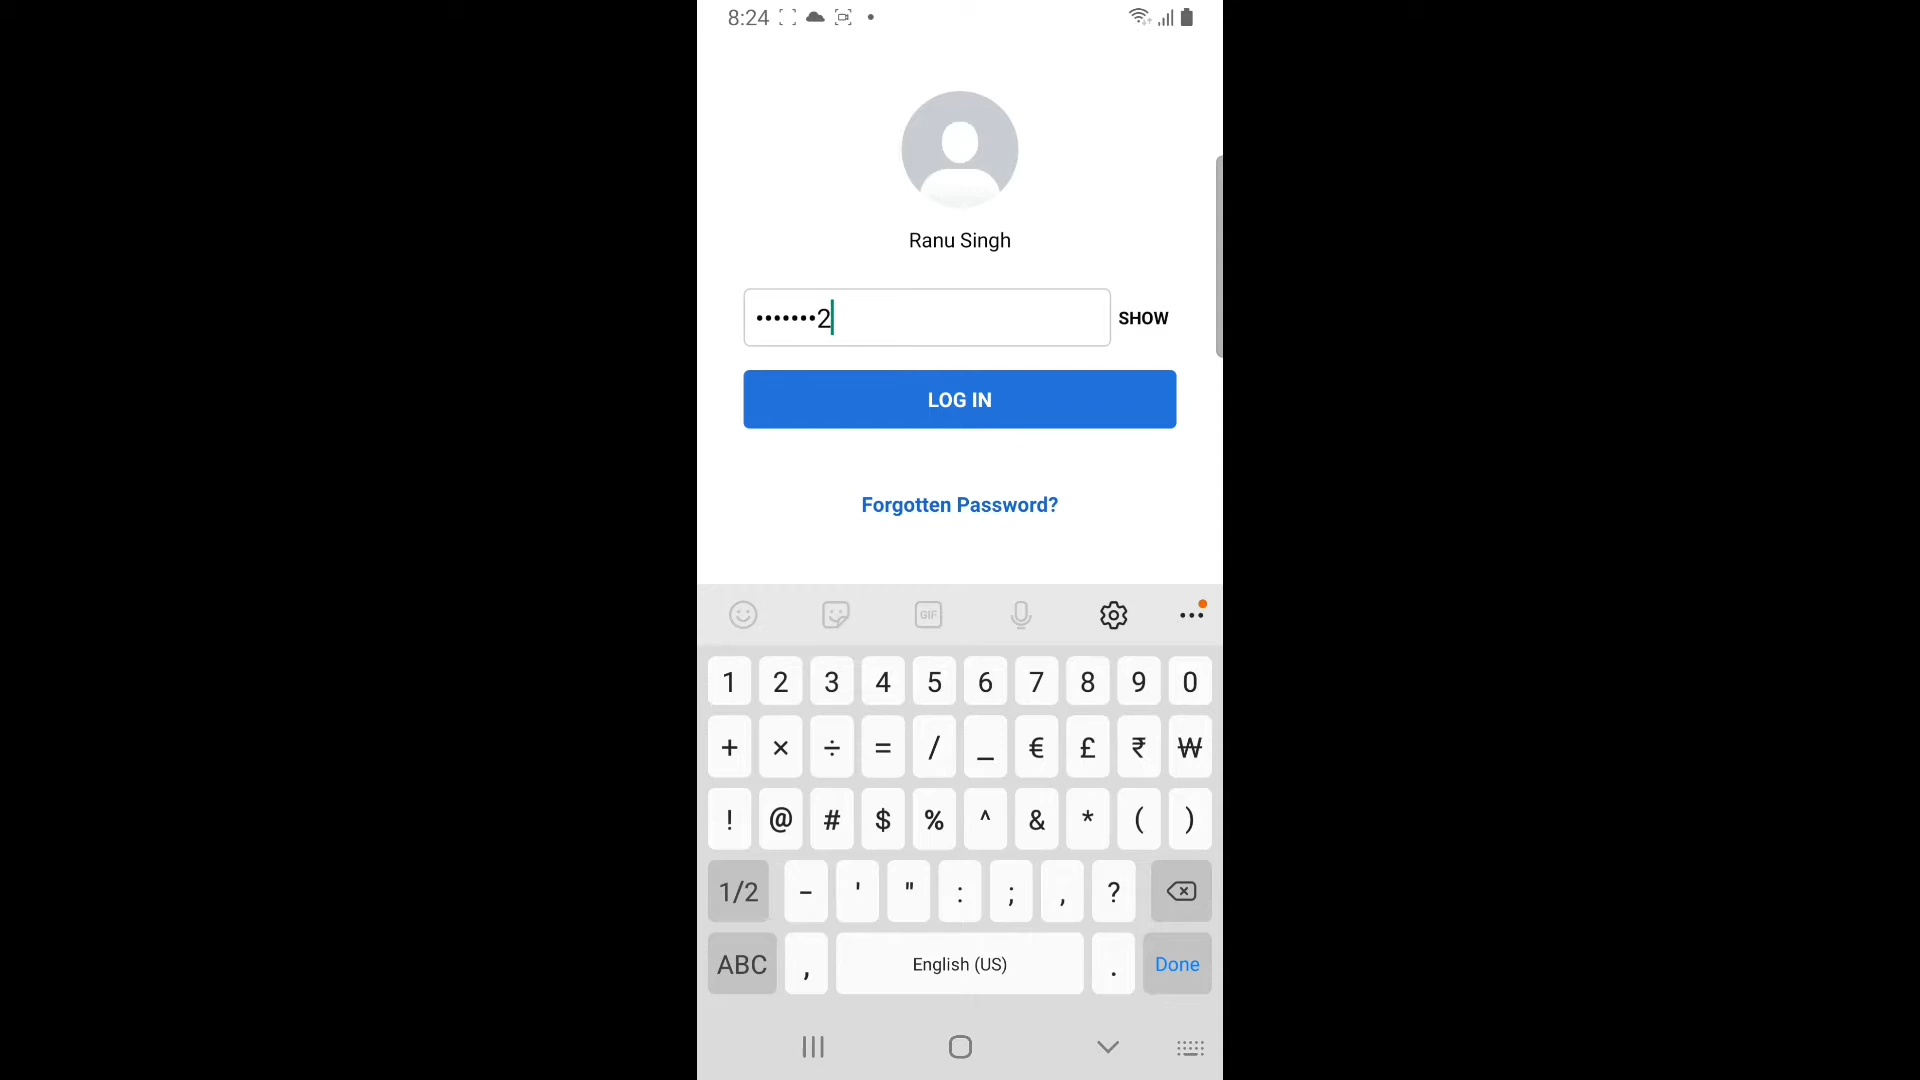 8:24
Ranu Singh
•••••••2
SHOW
LOG IN
Forgotten Password?
GIF
1 2 3 4 5 6 7 8 9 0
+ × ÷ = / _ € £ ₹ ₩
! @ # $ % ^ & * ( )
1/2 - ' " : ; , ?
ABC , English (US) . Done